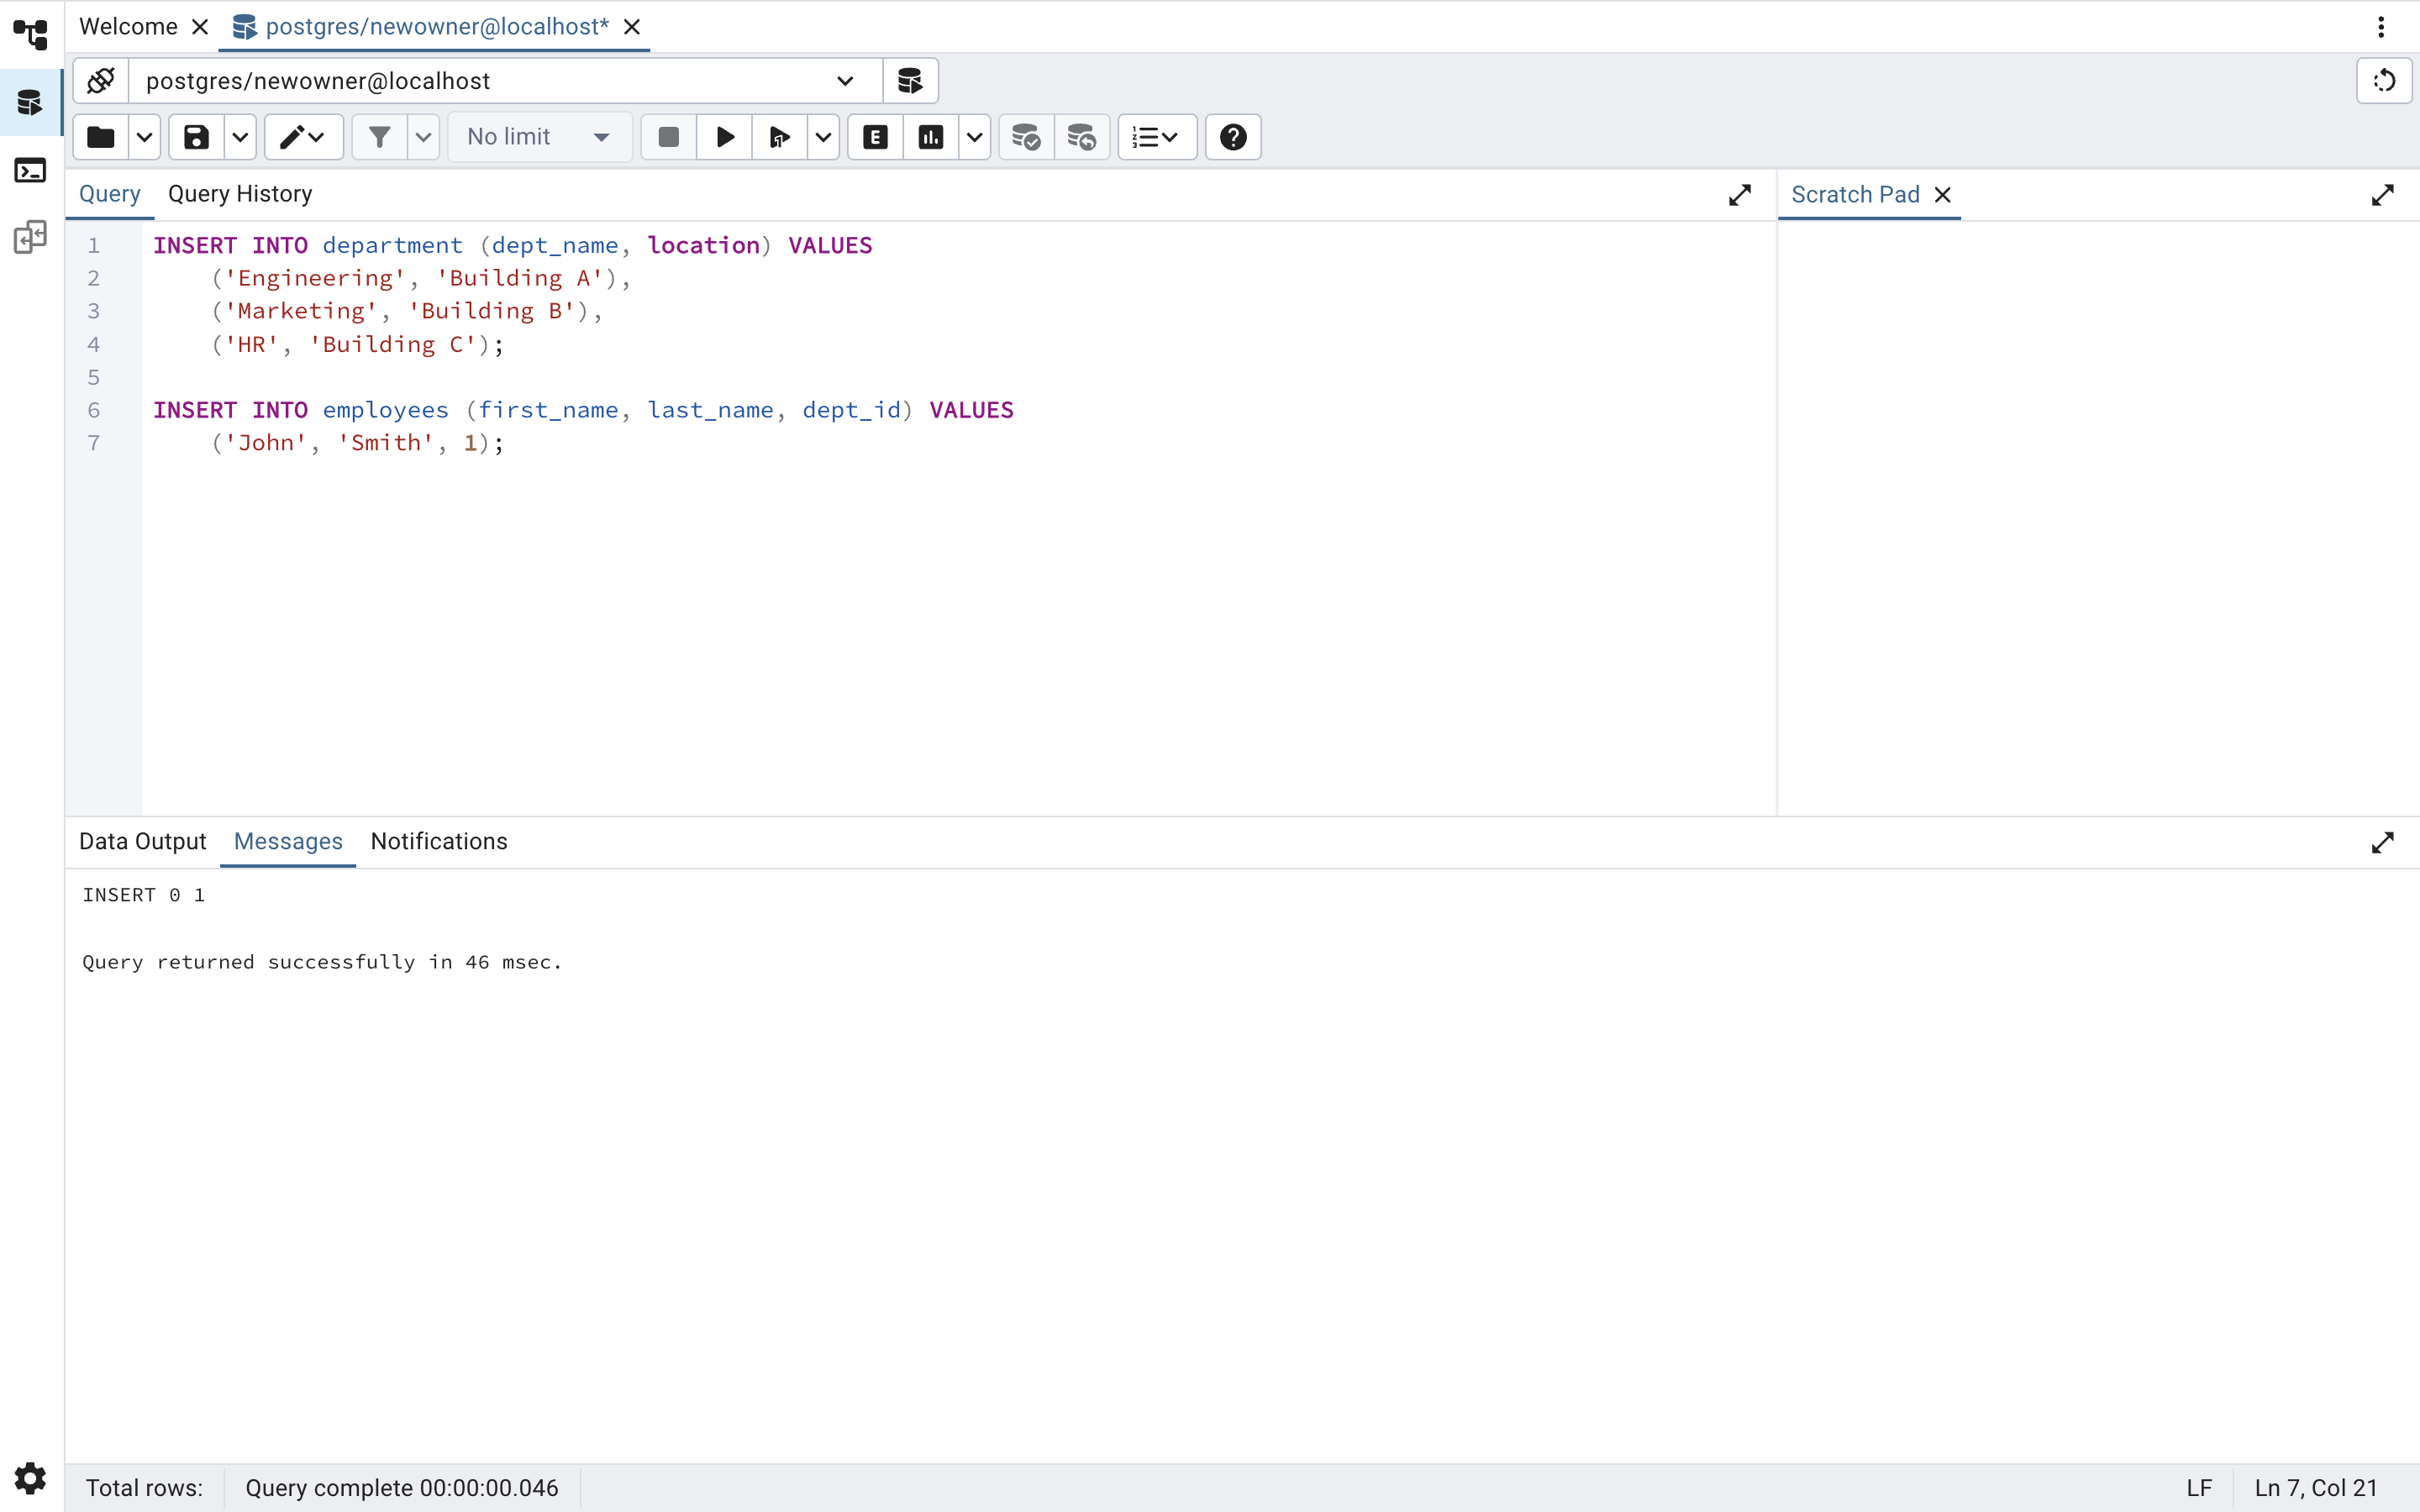 Welcome
postgres/newowner@localhost*
postgres/newowner@localhost
No limit
E
Query
Query History
Scratch Pad
1 INSERT INTO department (dept_name, location) VALUES
2     ('Engineering', 'Building A'),
3     ('Marketing', 'Building B'),
4     ('HR', 'Building C');
5
6 INSERT INTO employees (first_name, last_name, dept_id) VALUES
7     ('John', 'Smith', 1);
Data Output
Messages
Notifications
INSERT 0 1
Query returned successfully in 46 msec.
Total rows:
Query complete 00:00:00.046
LF
Ln 7, Col 21